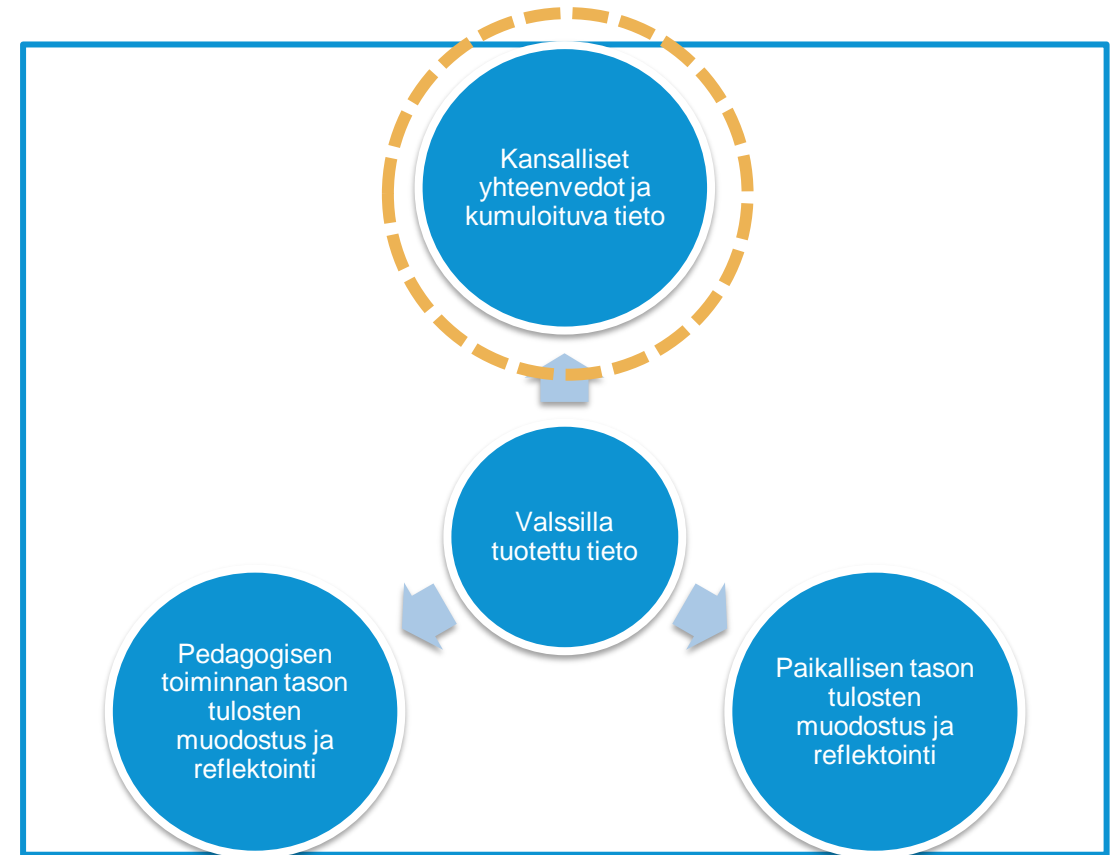 Kansalliset
yhteenvedot ja
kumuloituva tieto
Valssilla
tuotettu tieto
Pedagogisen
toiminnan tason
tulosten
muodostus ja
reflektointi
Paikallisen tason
tulosten
muodostus ja
reflektointi